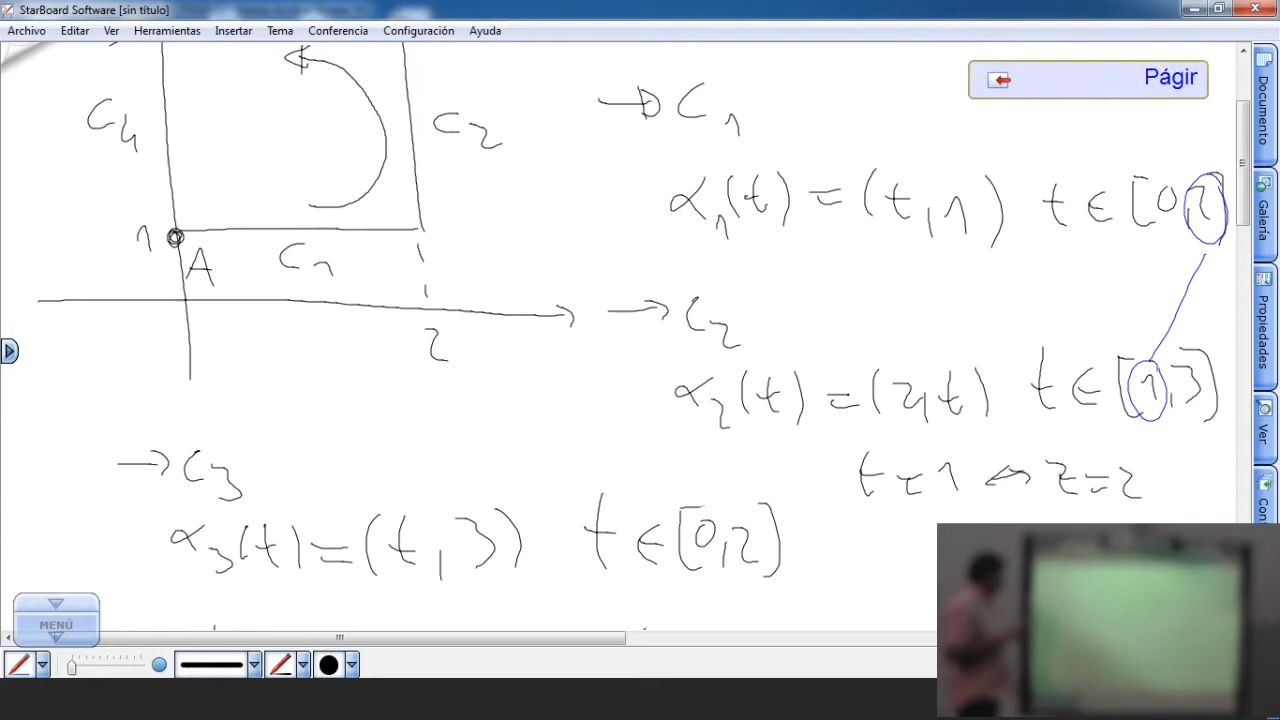 StarBoard Software [sin título]
Archivo Editar Ver Herramientas Insertar Tema Conferencia Configuración Ayuda
Págir
C4
C2
1
A
C1
2
→ C1
α1(t) = (t,1) t ∈ [0,2]
→ C2
α2(t) = (2,t) t ∈ [1,3]
t=1 ↔ z=2
→ C3
α3(t) = (t,3) t ∈ [0,2]
MENÚ
Documento
Galería
Propiedades
Ver
Cont